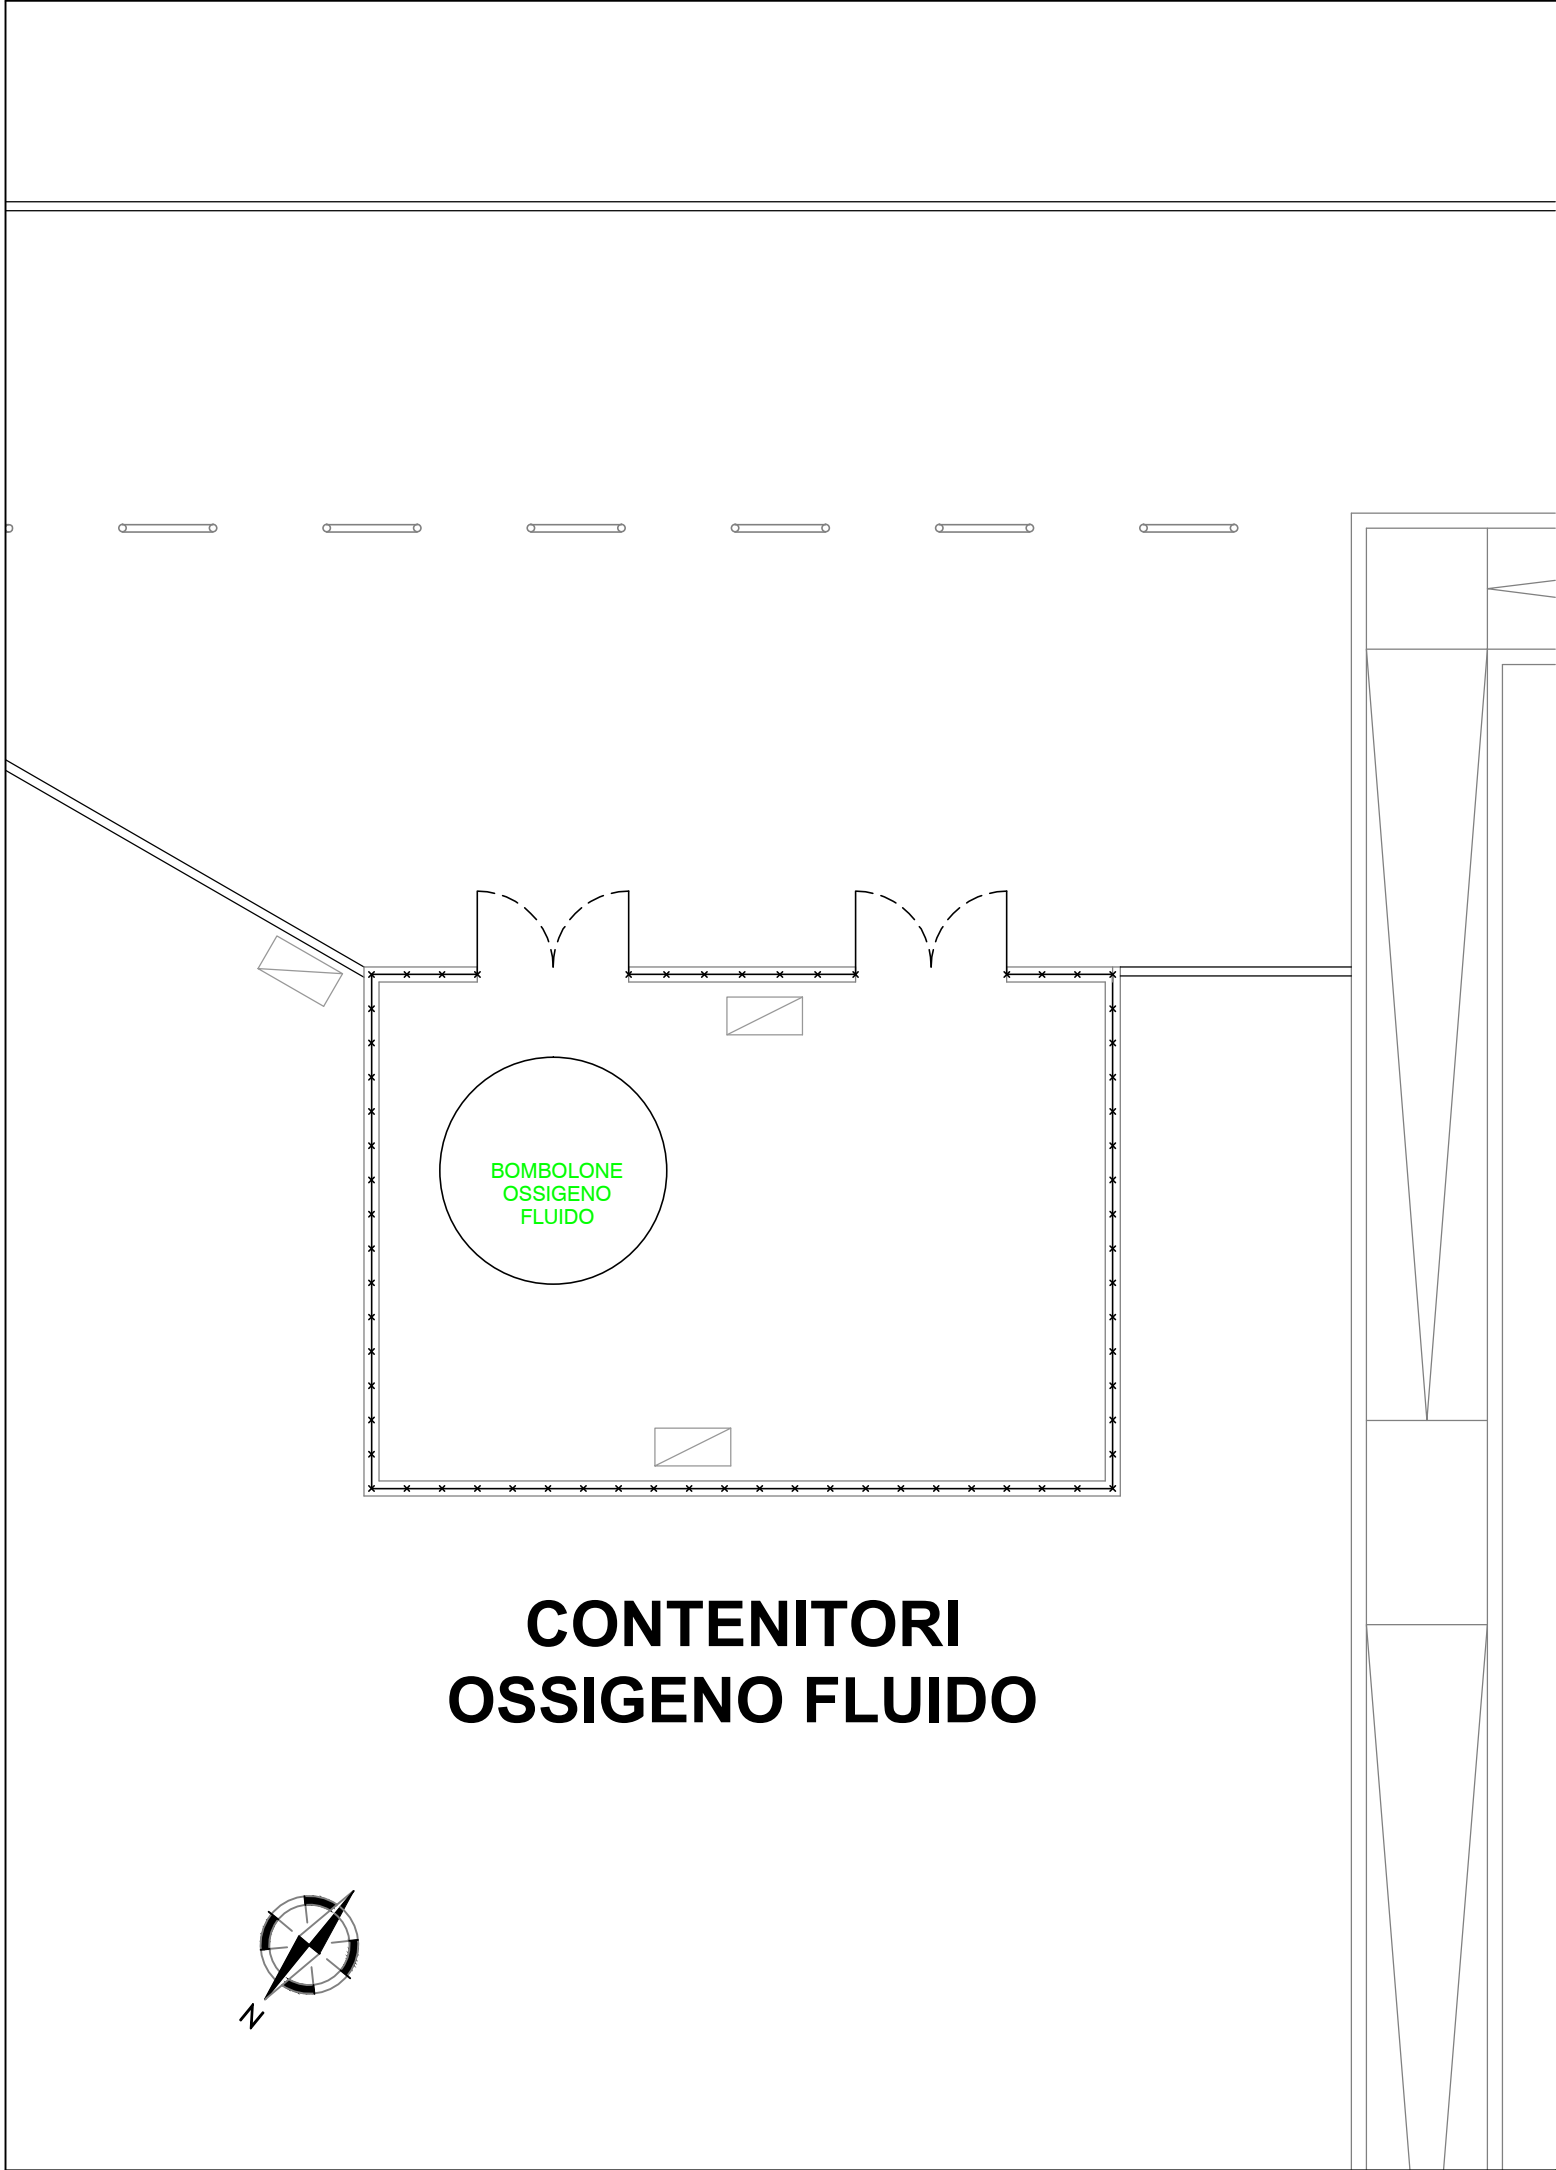 BOMBOLONE
OSSIGENO
FLUIDO
CONTENITORI
OSSIGENO FLUIDO
N